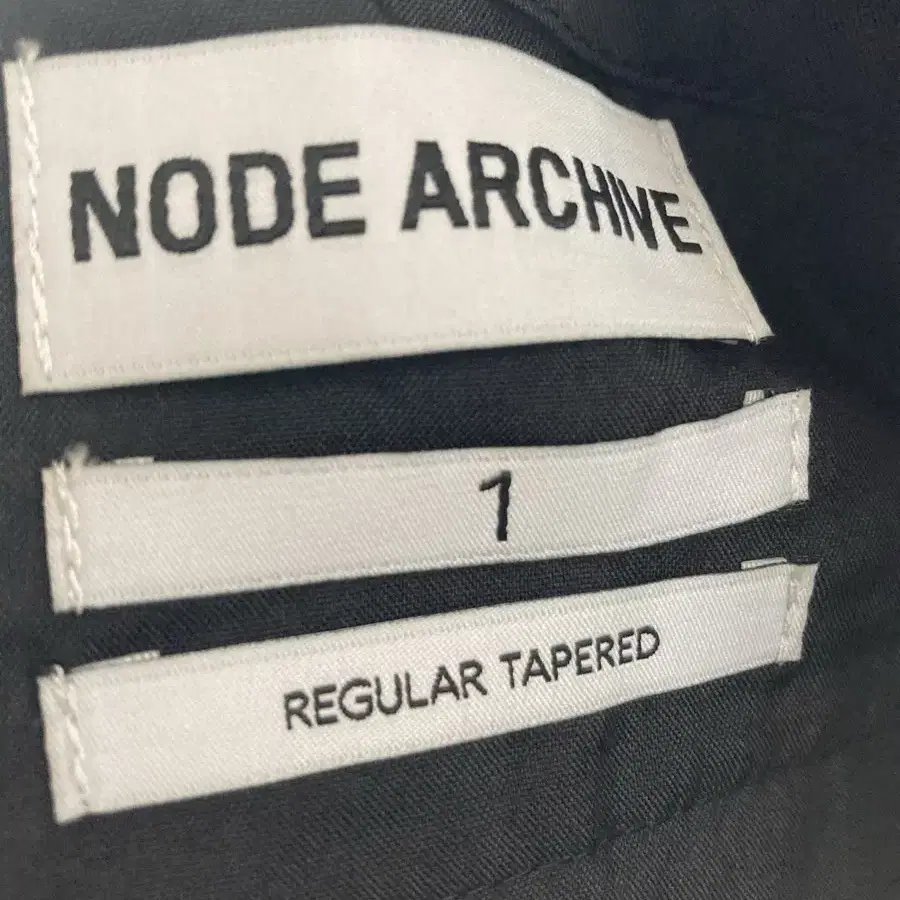 NODE ARCHIVE
1
REGULAR TAPERED